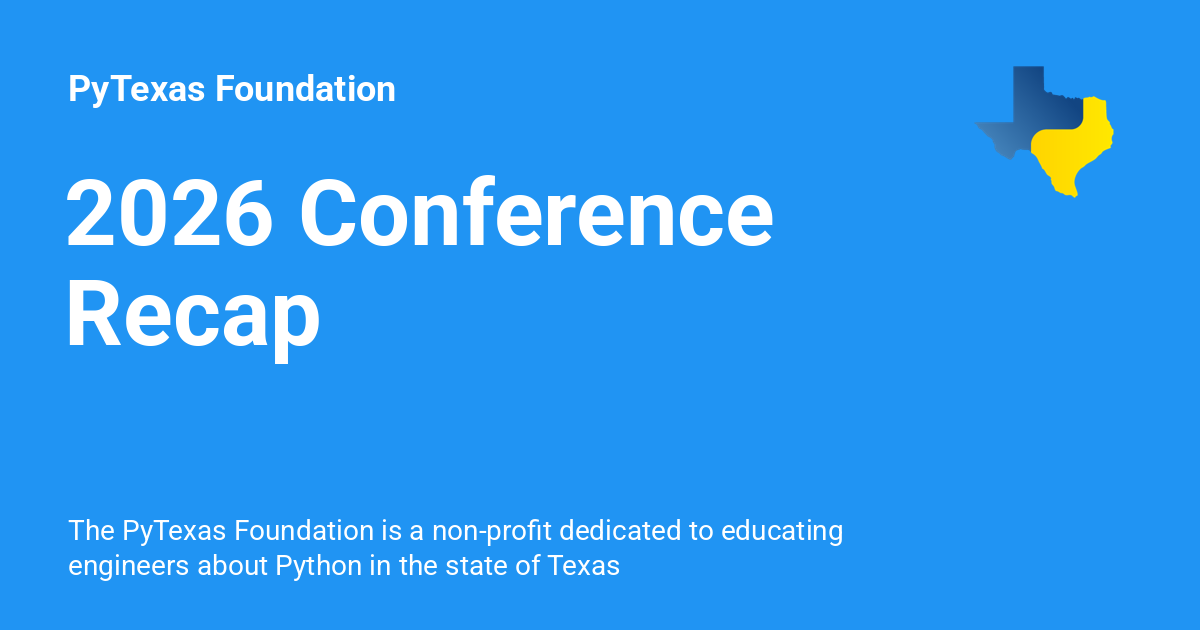 PyTexas Foundation
2026 Conference
Recap
The PyTexas Foundation is a non-profit dedicated to educating
engineers about Python in the state of Texas